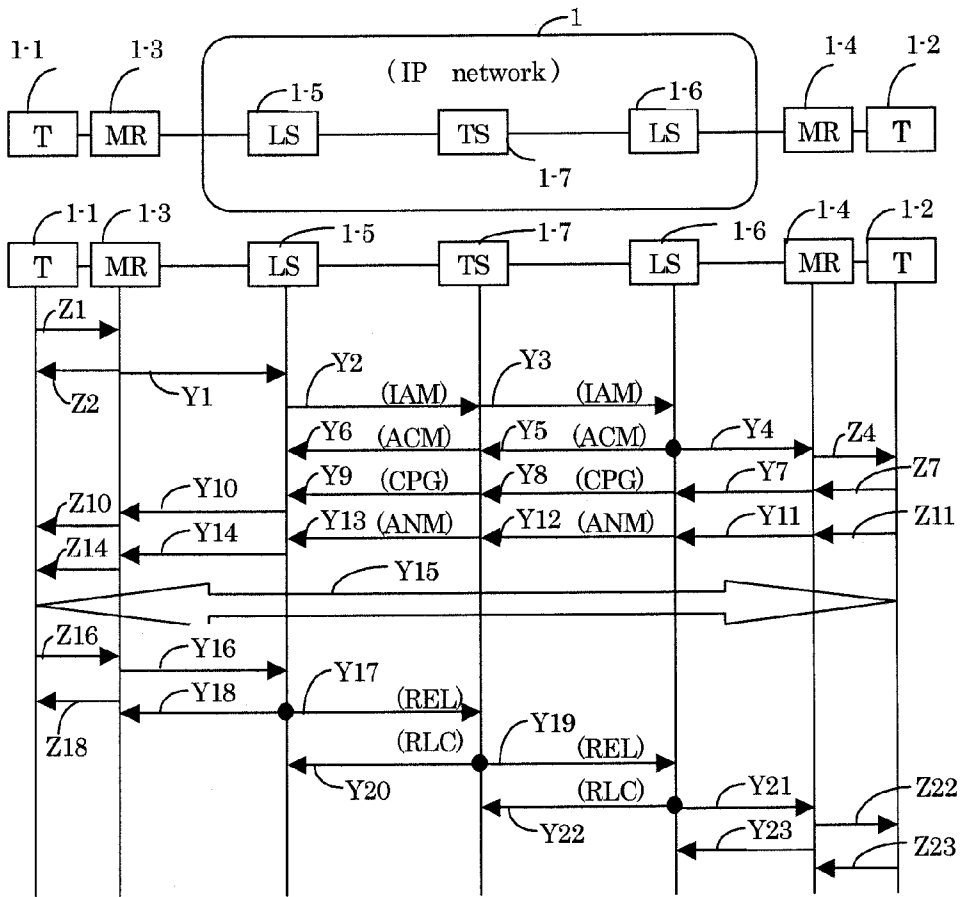 1
1-1 1-3 1-4 1-2
(IP network)
1-5 1-6
T MR LS TS LS MR T
1-7
1-1 1-3 1-5 1-7 1-6 1-4 1-2
T MR LS TS LS MR T
Z1
Z2 Y1
Y2 (IAM) Y3 (IAM)
Y6 (ACM) Y5 (ACM) Y4 Z4
Y9 (CPG) Y8 (CPG) Y7 Z7
Z10 Y10
Y13 (ANM) Y12 (ANM) Y11 Z11
Z14 Y14
Y15
Z16 Y16
Z18 Y18 Y17 (REL)
Y20 (RLC) Y19 (REL)
Y22 (RLC) Y21 Z22
Y23 Z23